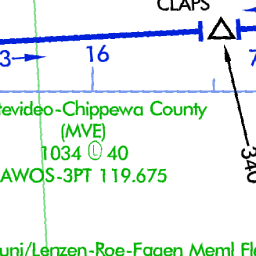 CLAPS
3
16
7
tevideo-Chippewa County
(MVE)
1034 Ⓛ 40
AWOS-3PT 119.675
340
uni/Lenzen-Roe-Fagen Meml Fl